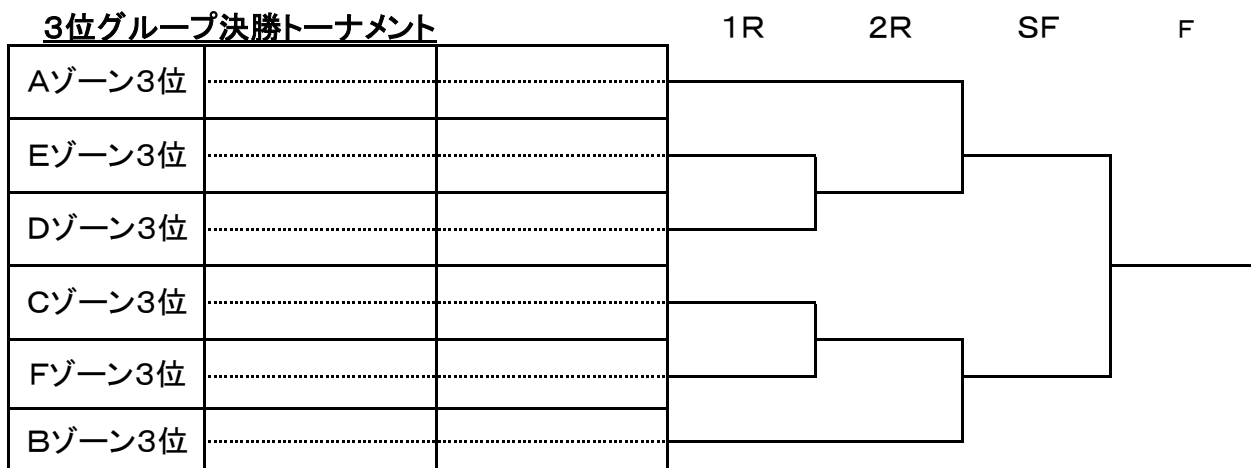 3位グループ決勝トーナメント 1R 2R SF F
Aゾーン3位
Eゾーン3位
Dゾーン3位
Cゾーン3位
Fゾーン3位
Bゾーン3位